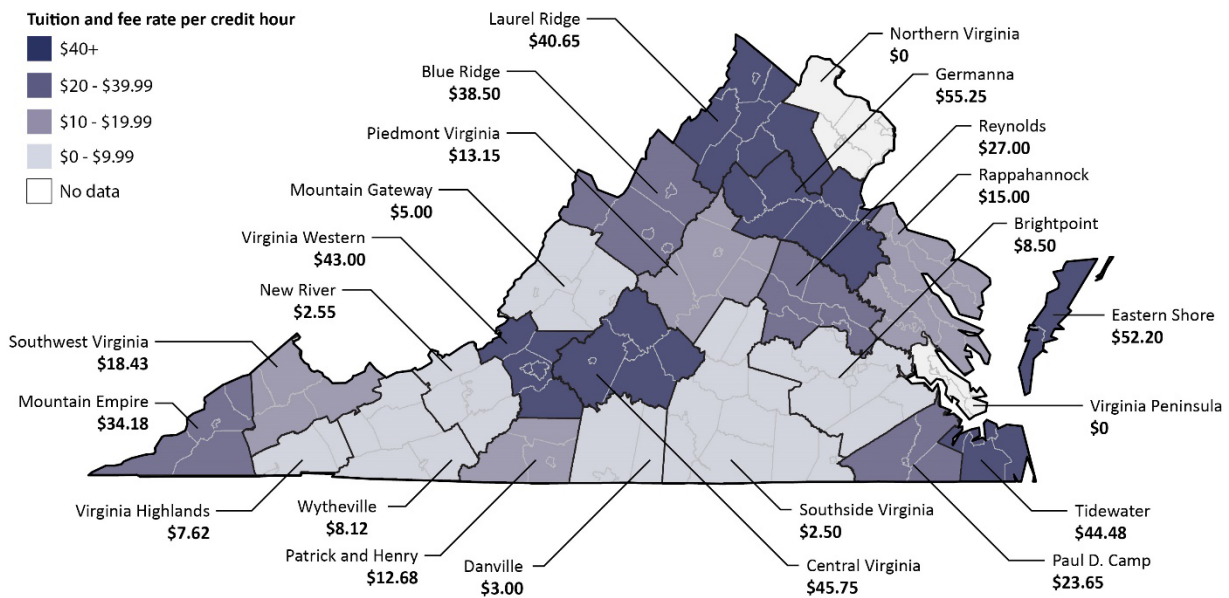 Tuition and fee rate per credit hour
$40+
$20 - $39.99
$10 - $19.99
$0 - $9.99
No data
Laurel Ridge
$40.65
Northern Virginia
$0
Blue Ridge
$38.50
Germanna
$55.25
Piedmont Virginia
$13.15
Reynolds
$27.00
Mountain Gateway
$5.00
Rappahannock
$15.00
Virginia Western
$43.00
Brightpoint
$8.50
New River
$2.55
Eastern Shore
$52.20
Southwest Virginia
$18.43
Mountain Empire
$34.18
Virginia Peninsula
$0
Virginia Highlands
$7.62
Wytheville
$8.12
Southside Virginia
$2.50
Tidewater
$44.48
Patrick and Henry
$12.68
Danville
$3.00
Central Virginia
$45.75
Paul D. Camp
$23.65